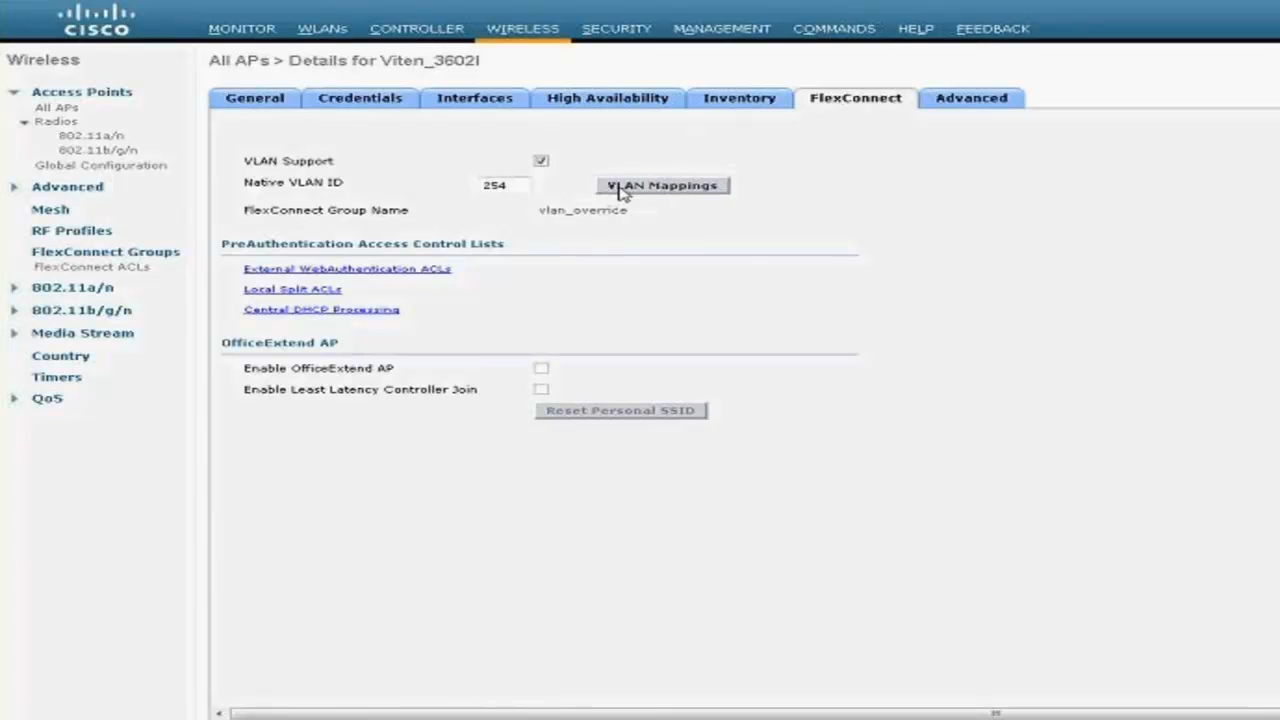 CISCO
MONITOR WLANs CONTROLLER WIRELESS SECURITY MANAGEMENT COMMANDS HELP FEEDBACK
Wireless
Access Points
All APs
Radios
802.11a/n
802.11b/g/n
Global Configuration
Advanced
Mesh
RF Profiles
FlexConnect Groups
FlexConnect ACLs
802.11a/n
802.11b/g/n
Media Stream
Country
Timers
QoS
All APs > Details for Viten_3602I
General Credentials Interfaces High Availability Inventory FlexConnect Advanced
VLAN Support
Native VLAN ID 254 VLAN Mappings
FlexConnect Group Name vlan_override
PreAuthentication Access Control Lists
External WebAuthentication ACLs
Local Split ACLs
Central DHCP Processing
OfficeExtend AP
Enable OfficeExtend AP
Enable Least Latency Controller Join
Reset Personal SSID